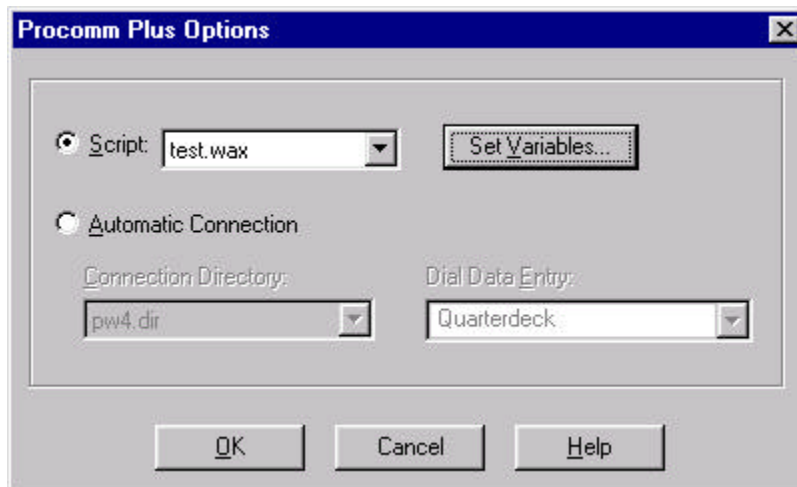 Procomm Plus Options
Script: test.wax Set Variables...
Automatic Connection
Connection Directory: Dial Data Entry:
pw4.dir Quarterdeck
OK Cancel Help